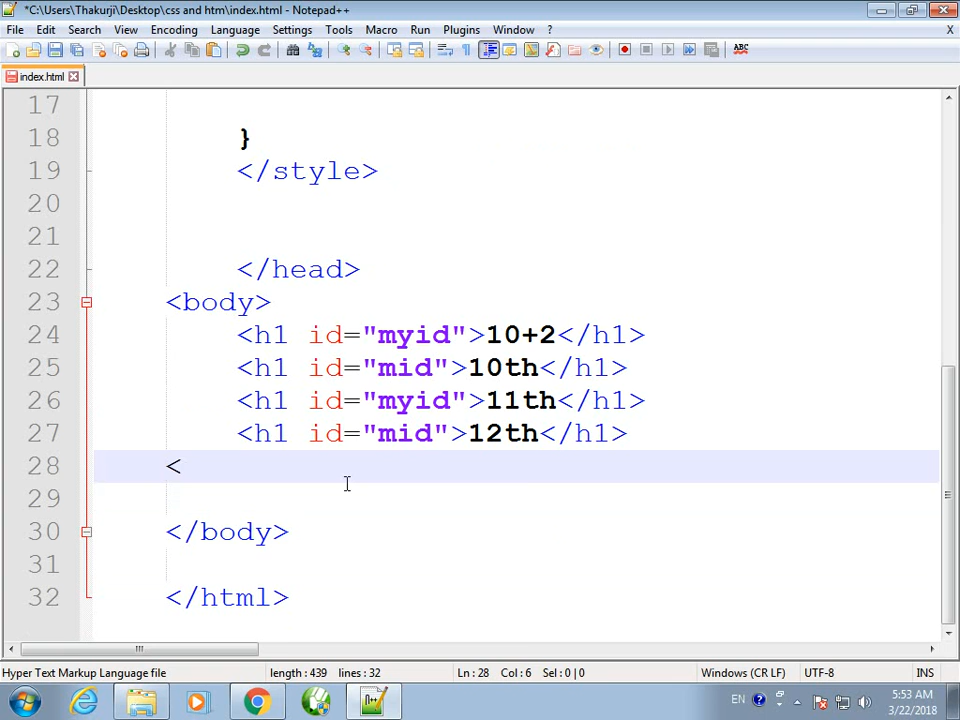 *C:\Users\Thakurji\Desktop\css and htm\index.html - Notepad++
File Edit Search View Encoding Language Settings Tools Macro Run Plugins Window ? X
ABC
index.html
17
18 }
19 </style>
20
21
22 </head>
23 <body>
24 <h1 id="myid">10+2</h1>
25 <h1 id="mid">10th</h1>
26 <h1 id="myid">11th</h1>
27 <h1 id="mid">12th</h1>
28 <
29
30 </body>
31
32 </html>
Hyper Text Markup Language file length : 439 lines : 32 Ln : 28 Col : 6 Sel : 0 | 0 Windows (CR LF) UTF-8 INS
EN 5:53 AM
3/22/2018